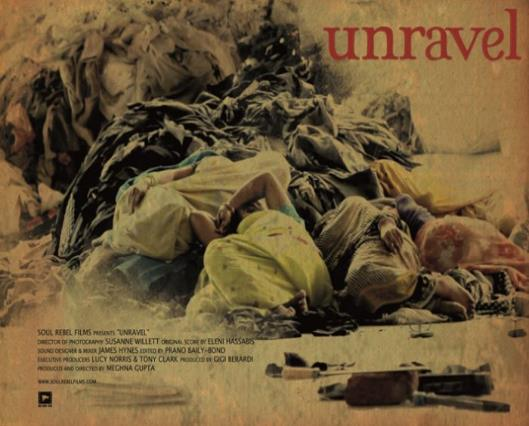 unravel
SOUL REBEL FILMS PRESENTS "UNRAVEL"
DIRECTOR OF PHOTOGRAPHY SUSANNE WILLETT ORIGINAL SCORE BY ELENI HASSABIS
SOUND DESIGNER & MIXER JAMES HYNES EDITED BY PRANO BAILY-BOND
EXECUTIVE PRODUCERS LUCY NORRIS & TONY CLARK PRODUCED BY GIGI BERARDI
PRODUCED AND DIRECTED BY MEGHNA GUPTA
WWW.SOULREBELFILMS.COM